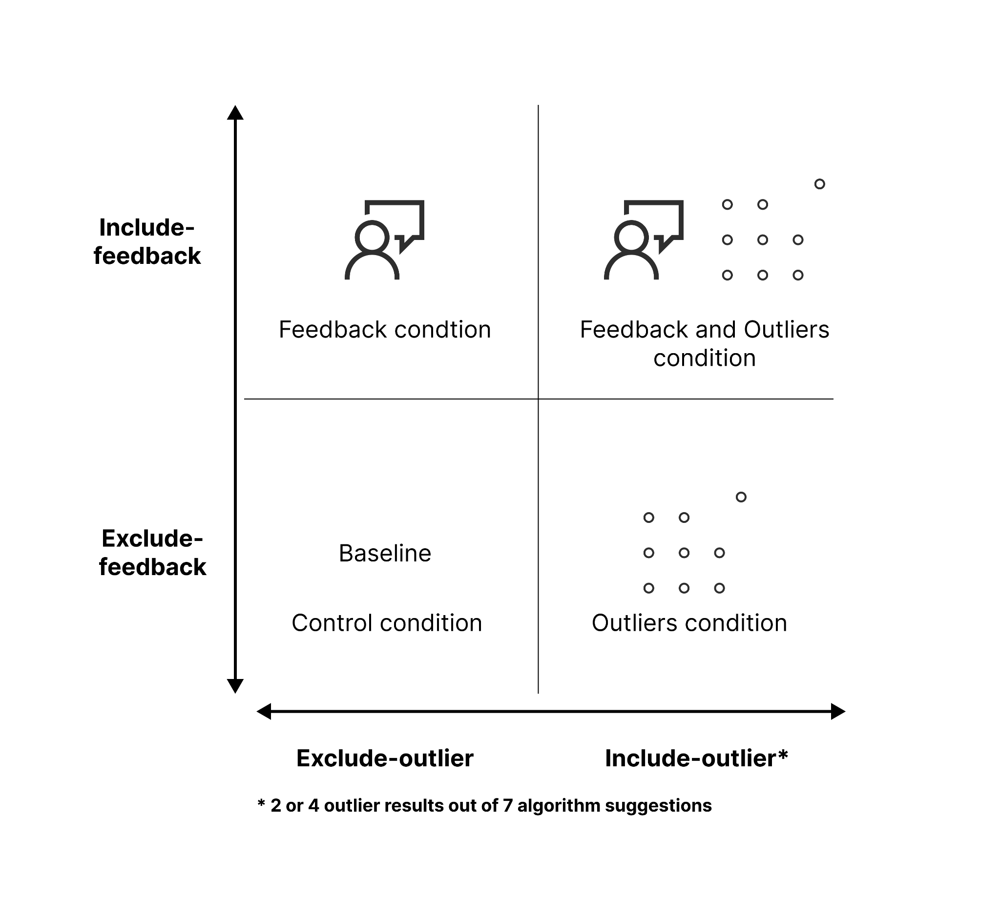 Include-
feedback
Feedback condtion
Feedback and Outliers
condition
Exclude-
feedback
Baseline
Control condition
Outliers condition
Exclude-outlier
Include-outlier*
* 2 or 4 outlier results out of 7 algorithm suggestions